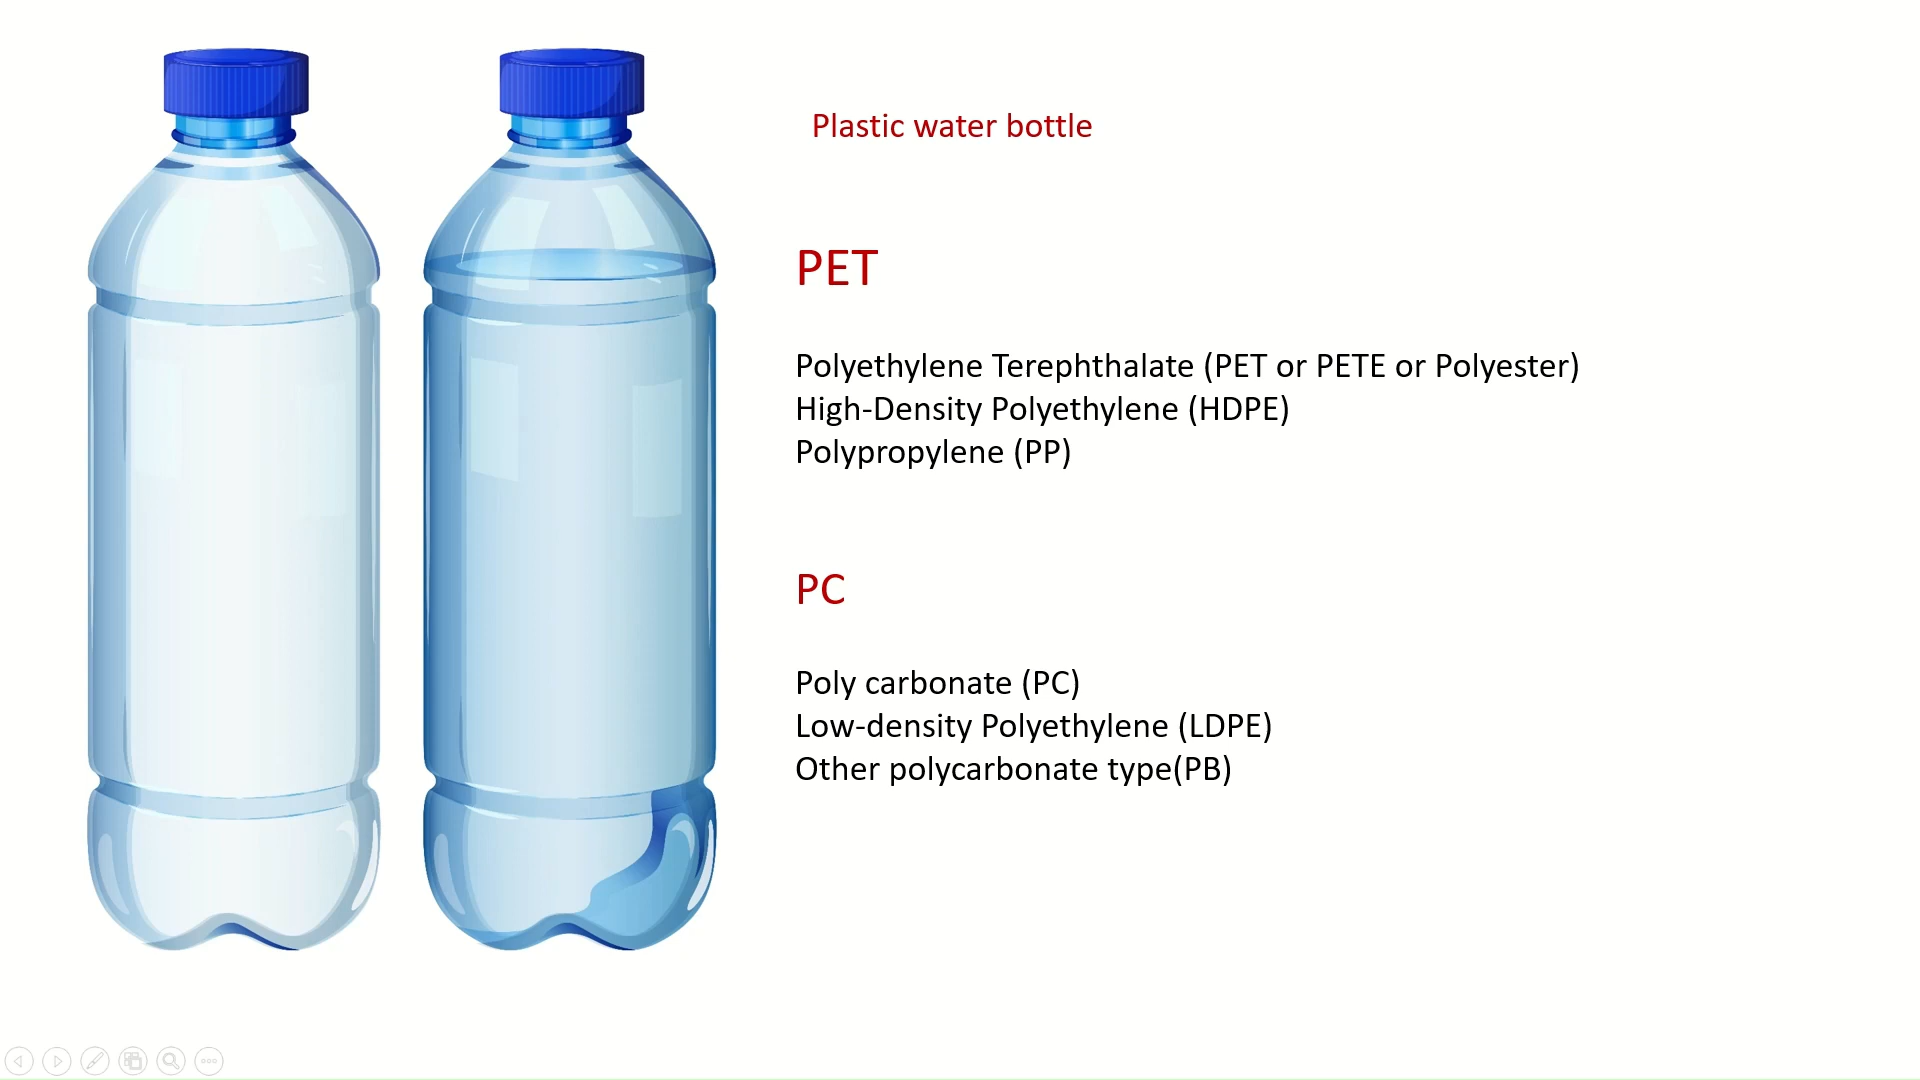 Plastic water bottle
PET
Polyethylene Terephthalate (PET or PETE or Polyester)
High-Density Polyethylene (HDPE)
Polypropylene (PP)
PC
Poly carbonate (PC)
Low-density Polyethylene (LDPE)
Other polycarbonate type(PB)